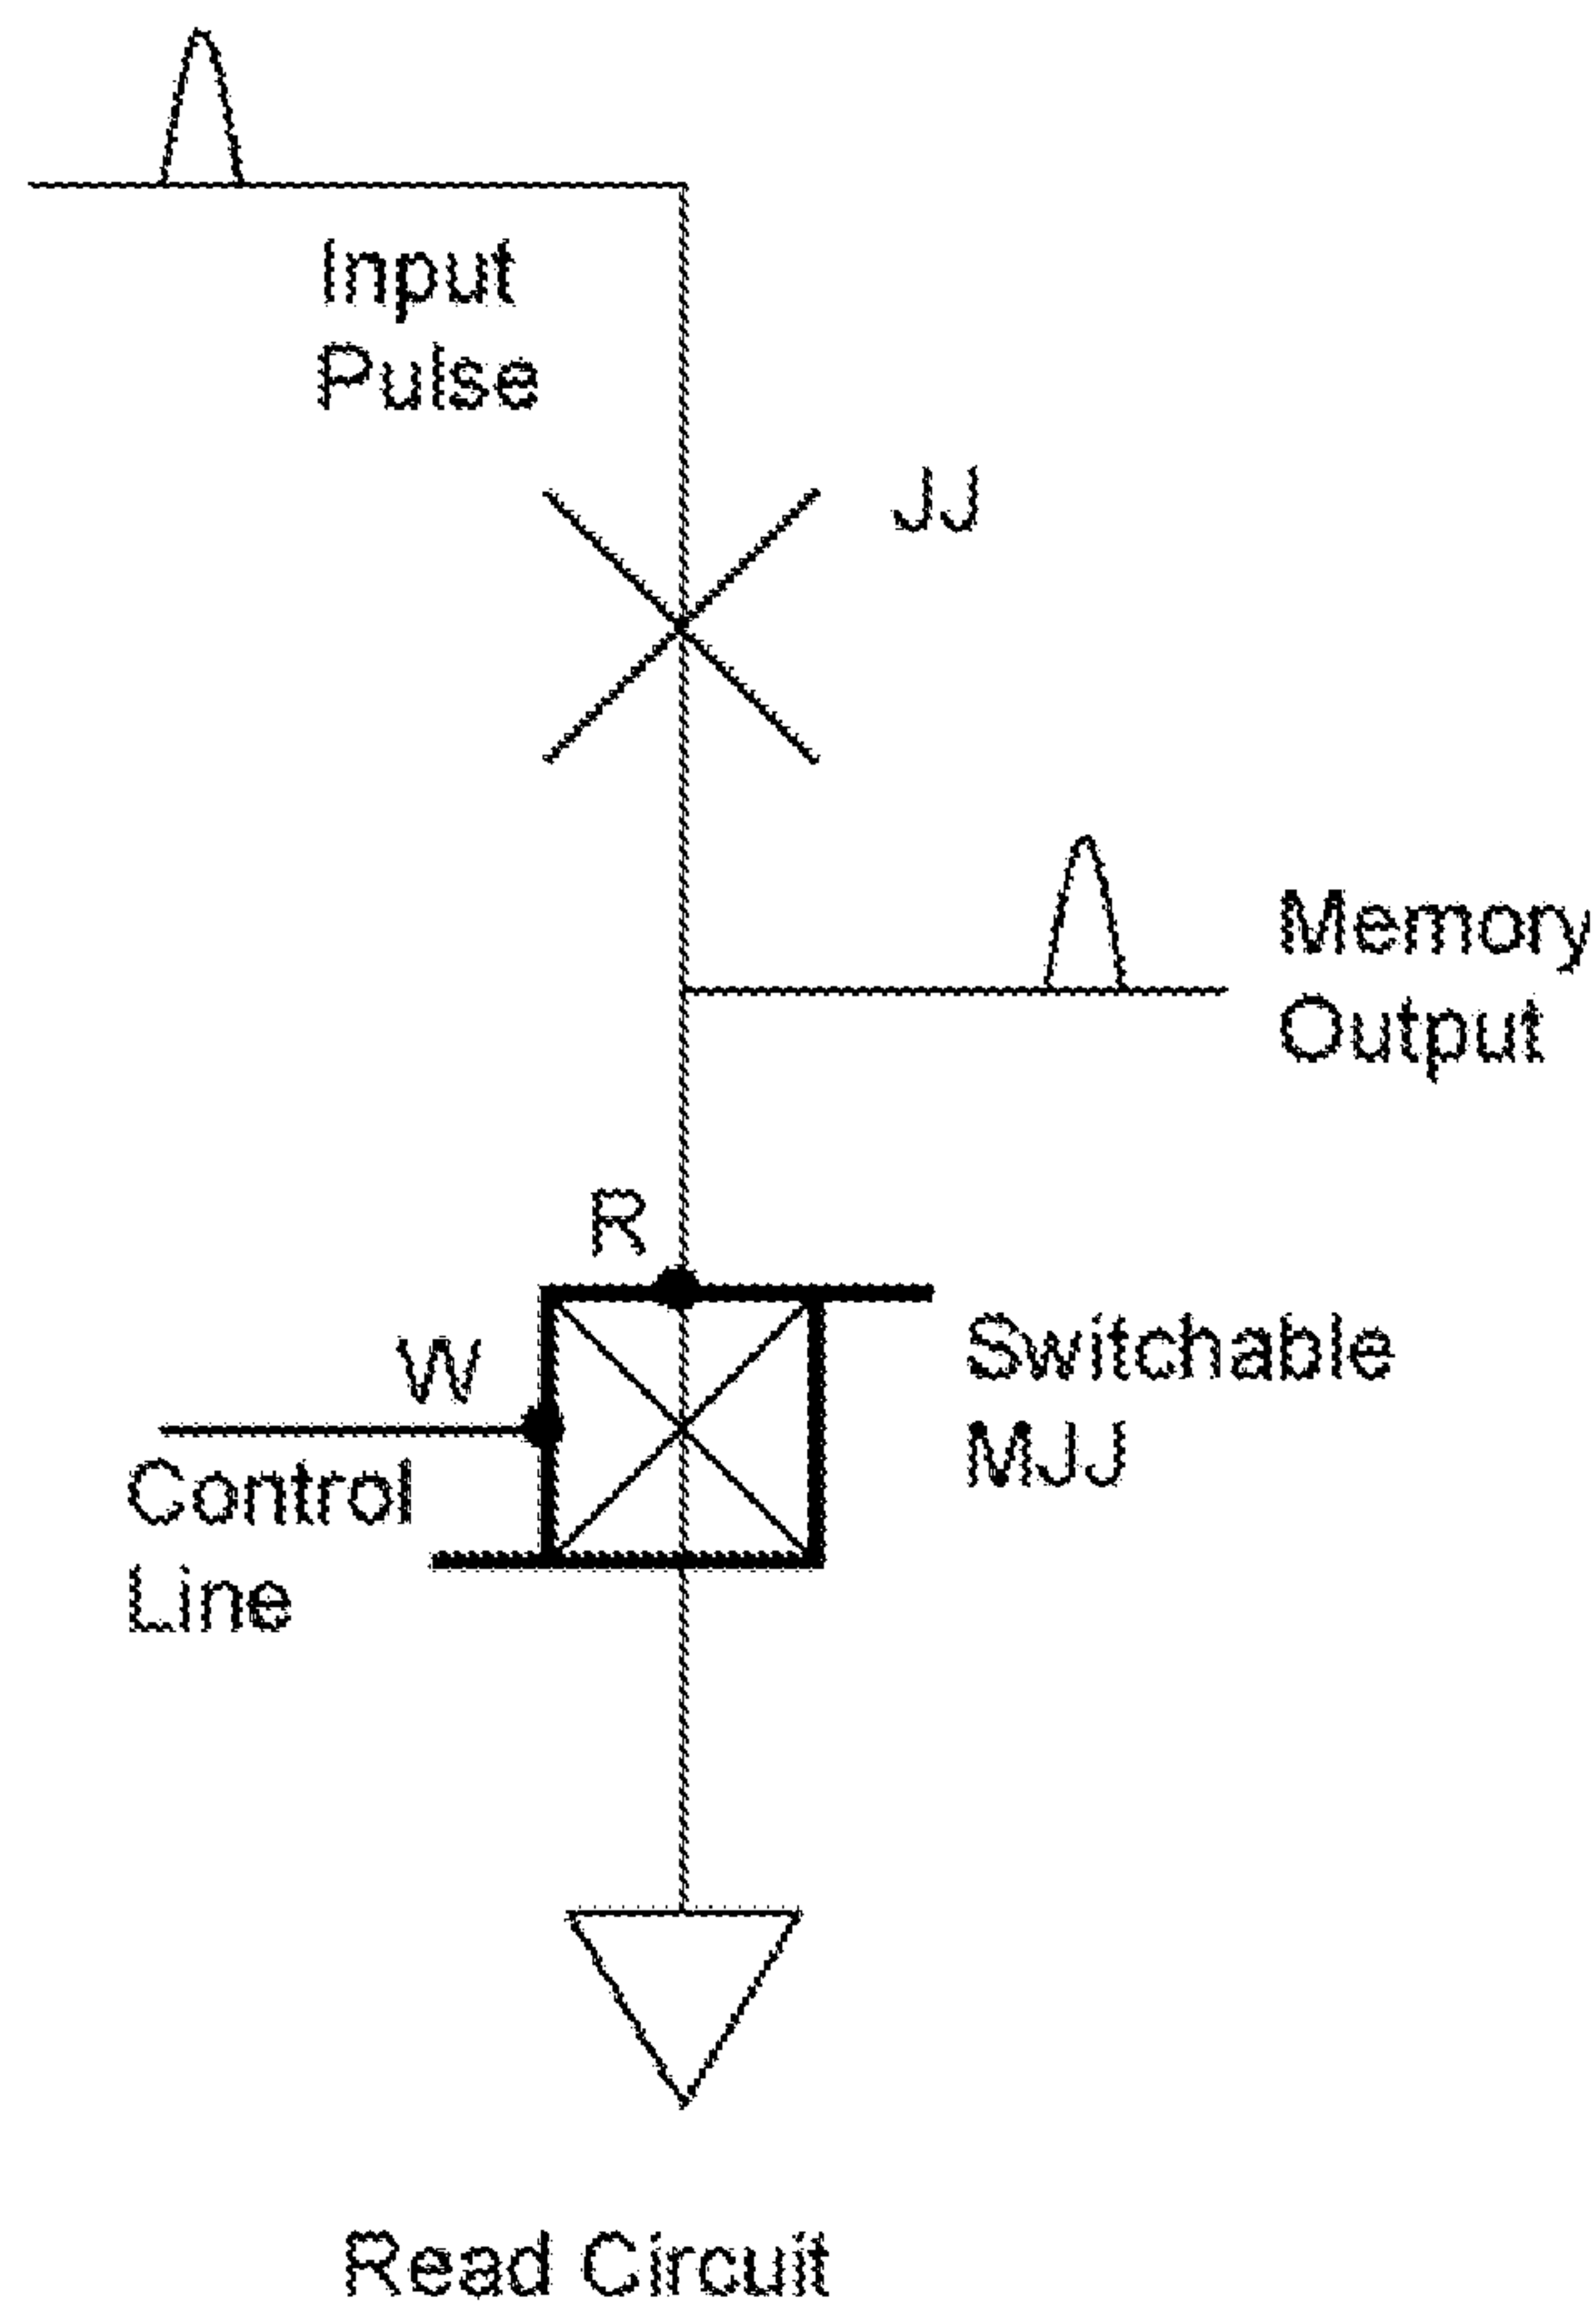 Input
Pulse
JJ
Memory
Output
R
W
Switchable
MJJ
Control
Line
Read Circuit